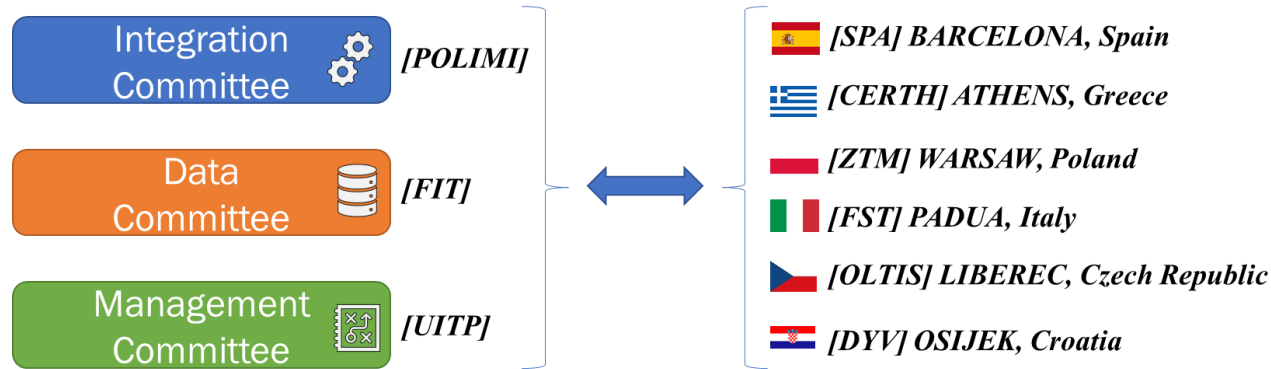 Integration
Committee
[POLIMI]
Data
Committee
[FIT]
Management
Committee
[UITP]
[SPA] BARCELONA, Spain
[CERTH] ATHENS, Greece
[ZTM] WARSAW, Poland
[FST] PADUA, Italy
[OLTIS] LIBEREC, Czech Republic
[DYV] OSIJEK, Croatia